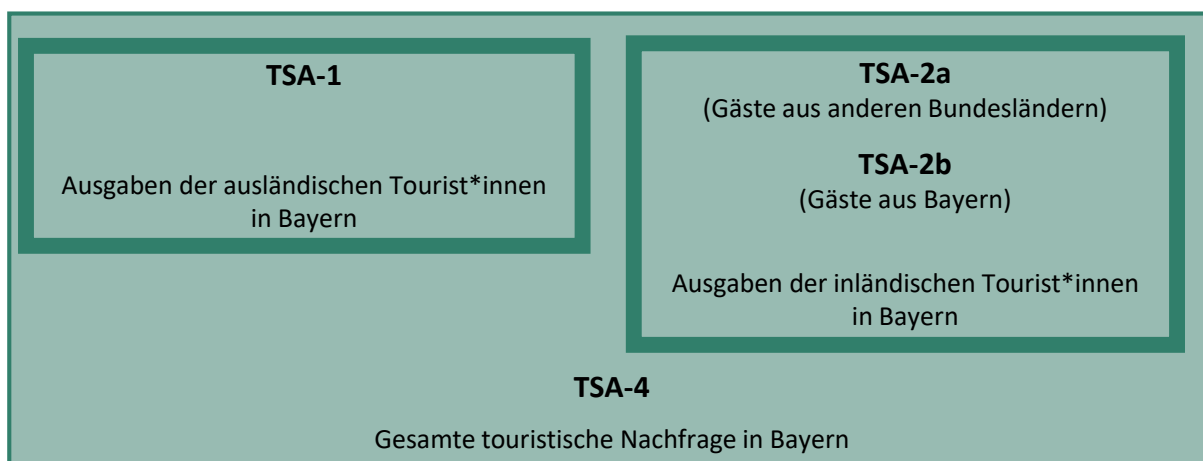 TSA-1
Ausgaben der ausländischen Tourist*innen
in Bayern
TSA-2a
(Gäste aus anderen Bundesländern)
TSA-2b
(Gäste aus Bayern)
Ausgaben der inländischen Tourist*innen
in Bayern
TSA-4
Gesamte touristische Nachfrage in Bayern